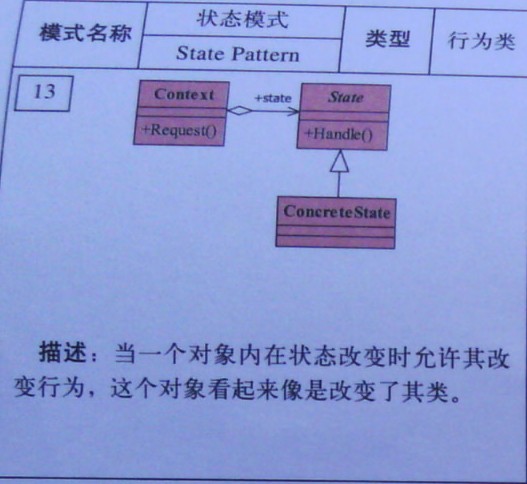 模式名称
状态模式
State Pattern
类型
行为类
13
Context
+Request()
+state
State
+Handle()
ConcreteState
描述：当一个对象内在状态改变时允许其改
变行为，这个对象看起来像是改变了其类。